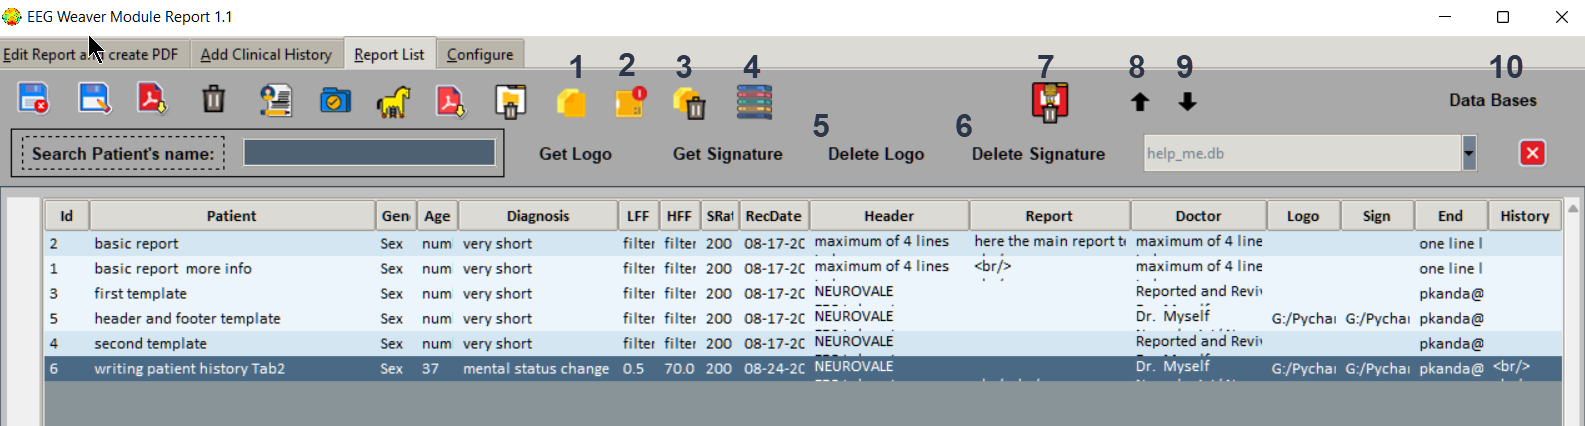 EEG Weaver Module Report 1.1
Edit Report and create PDF Add Clinical History Report List Configure
1 2 3 4 7 8 9 10
Data Bases
5 6
Search Patient's name: Get Logo Get Signature Delete Logo Delete Signature help_me.db
Id Patient Gen Age Diagnosis LFF HFF SRat RecDate Header Report Doctor Logo Sign End History
2 basic report Sex num very short filter filter 200 08-17-20 maximum of 4 lines here the main report te maximum of 4 line one line l
1 basic report more info Sex num very short filter filter 200 08-17-20 maximum of 4 lines <br/> maximum of 4 line one line l
3 first template Sex num very short filter filter 200 08-17-20 NEUROVALE Reported and Reviv pkanda@
5 header and footer template Sex num very short filter filter 200 08-17-20 NEUROVALE Dr. Myself G:/Pychar G:/Pychar pkanda@
4 second template Sex num very short filter filter 200 08-17-20 NEUROVALE Reported and Reviv pkanda@
6 writing patient history Tab2 Sex 37 mental status change 0.5 70.0 200 08-24-20 NEUROVALE Dr. Myself G:/Pychar G:/Pychar pkanda@ <br/>